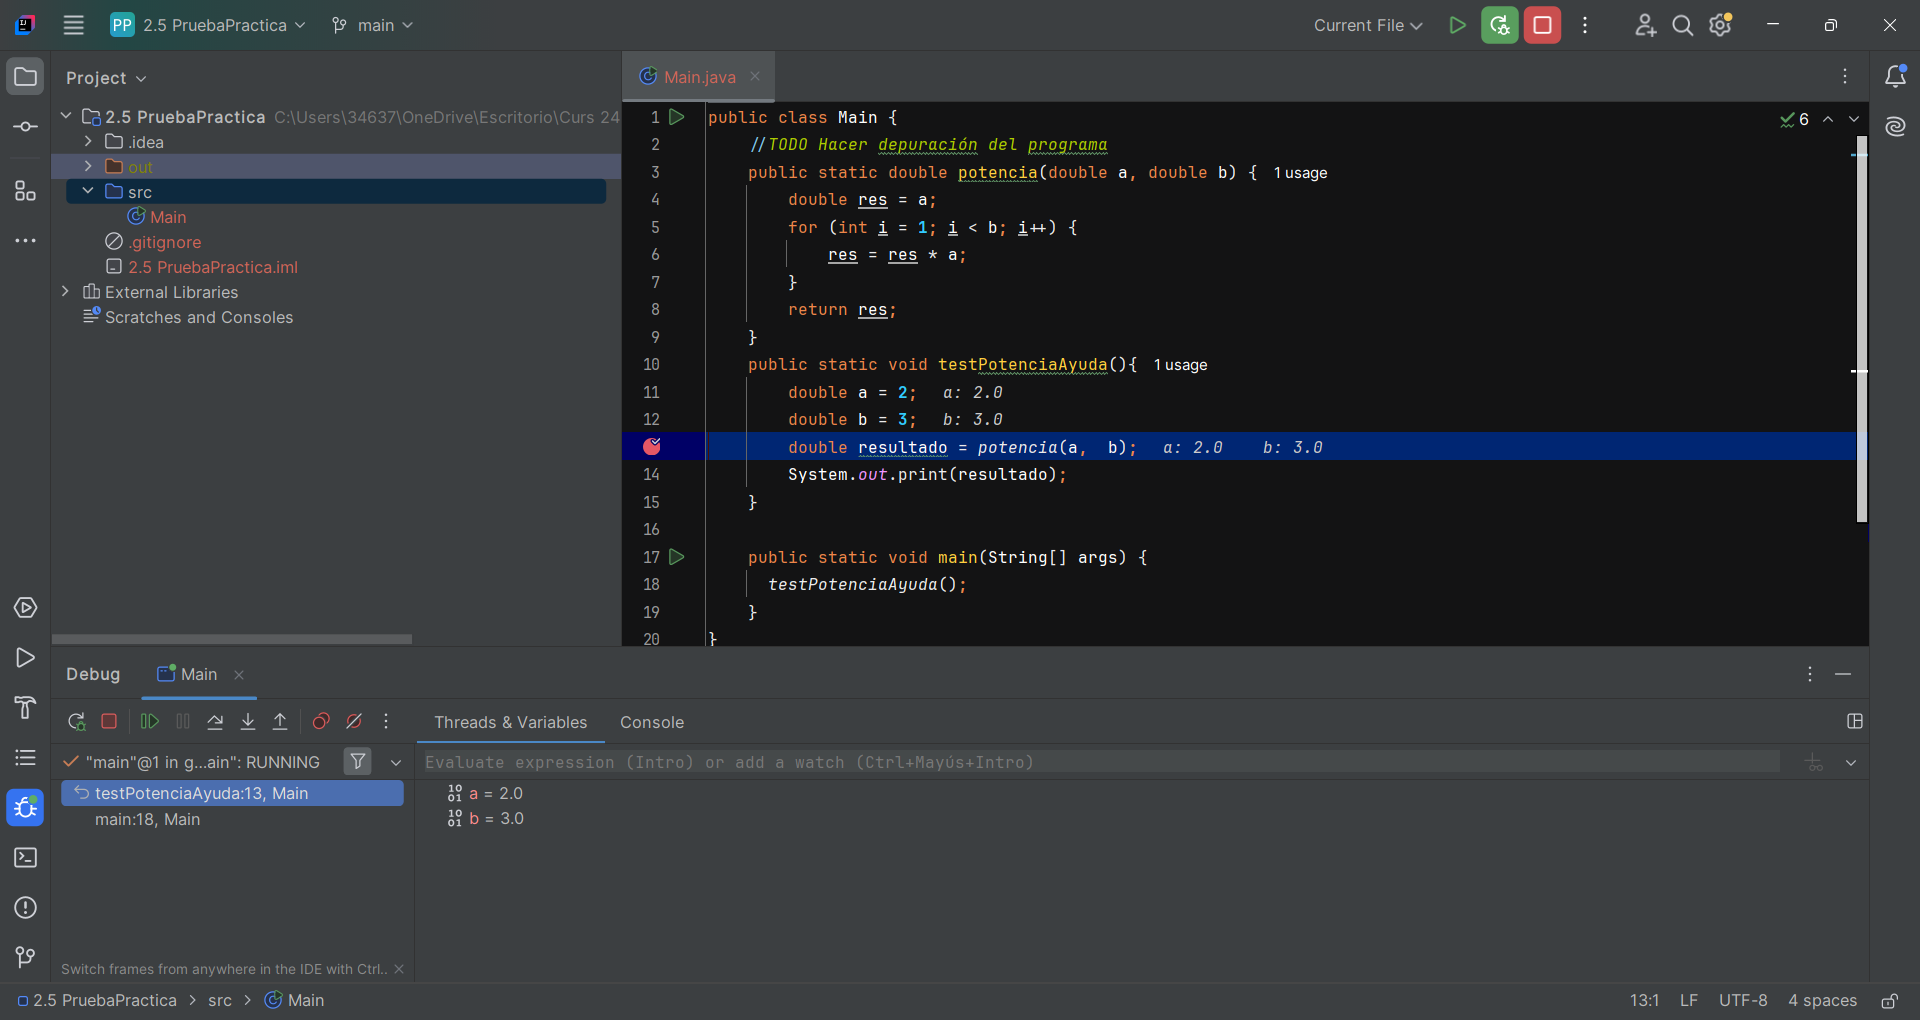 PP 2.5 PruebaPractica main Current File
Project
2.5 PruebaPractica C:\Users\34637\OneDrive\Escritorio\Curs 24
.idea
out
src
Main
.gitignore
2.5 PruebaPractica.iml
External Libraries
Scratches and Consoles
Main.java
6
1 public class Main {
2 //TODO Hacer depuración del programa
3 public static double potencia(double a, double b) { 1 usage
4 double res = a;
5 for (int i = 1; i < b; i++) {
6 res = res * a;
7 }
8 return res;
9 }
10 public static void testPotenciaAyuda(){ 1 usage
11 double a = 2; a: 2.0
12 double b = 3; b: 3.0
double resultado = potencia(a, b); a: 2.0 b: 3.0
14 System.out.print(resultado);
15 }
16
17 public static void main(String[] args) {
18 testPotenciaAyuda();
19 }
20 }
Debug Main
Threads & Variables Console
"main"@1 in g...ain": RUNNING
Evaluate expression (Intro) or add a watch (Ctrl+Mayús+Intro)
testPotenciaAyuda:13, Main
main:18, Main
10 01 a = 2.0
10 01 b = 3.0
Switch frames from anywhere in the IDE with Ctrl..
2.5 PruebaPractica > src > Main
13:1 LF UTF-8 4 spaces